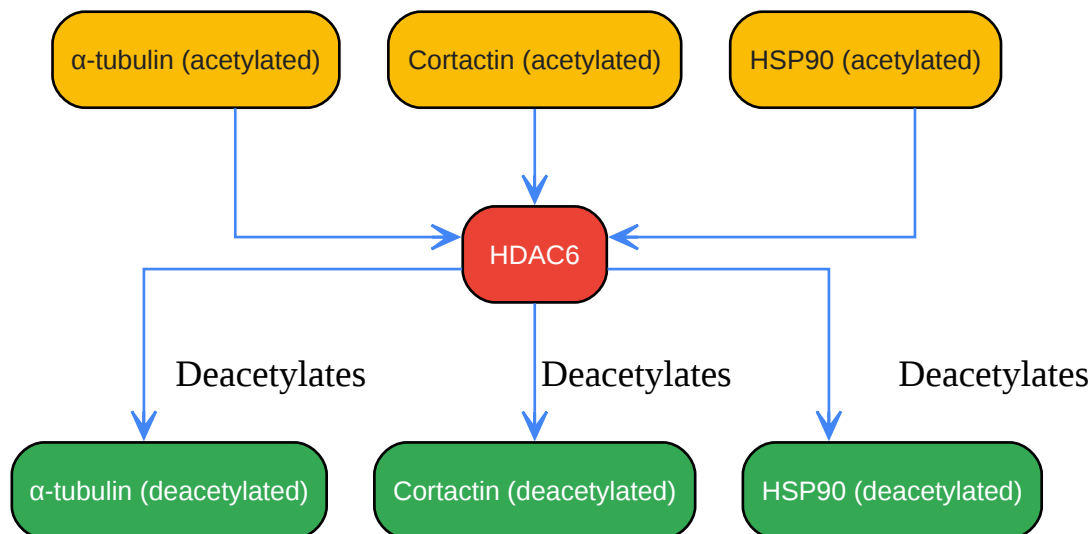 α-tubulin (acetylated)
Cortactin (acetylated)
HSP90 (acetylated)
HDAC6
Deacetylates
Deacetylates
Deacetylates
α-tubulin (deacetylated)
Cortactin (deacetylated)
HSP90 (deacetylated)